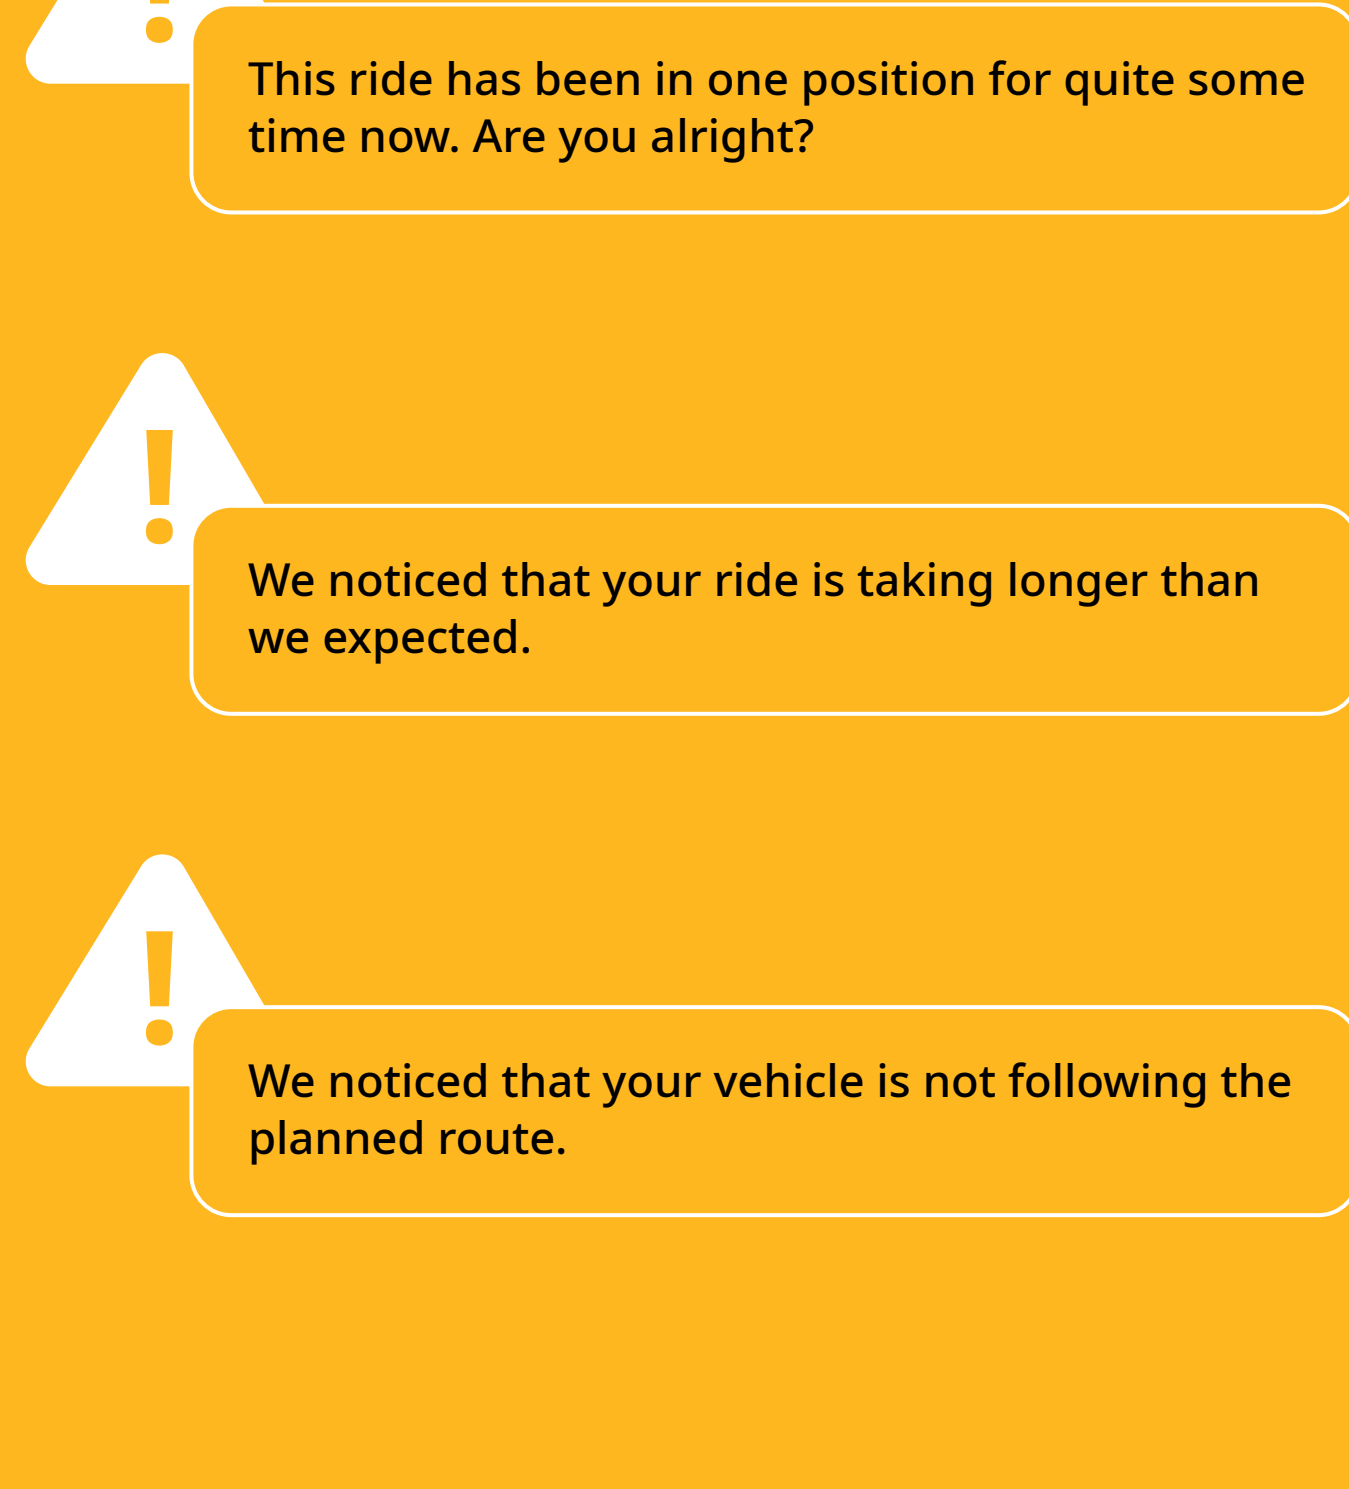 !
This ride has been in one position for quite some
time now. Are you alright?
!
We noticed that your ride is taking longer than
we expected.
!
We noticed that your vehicle is not following the
planned route.